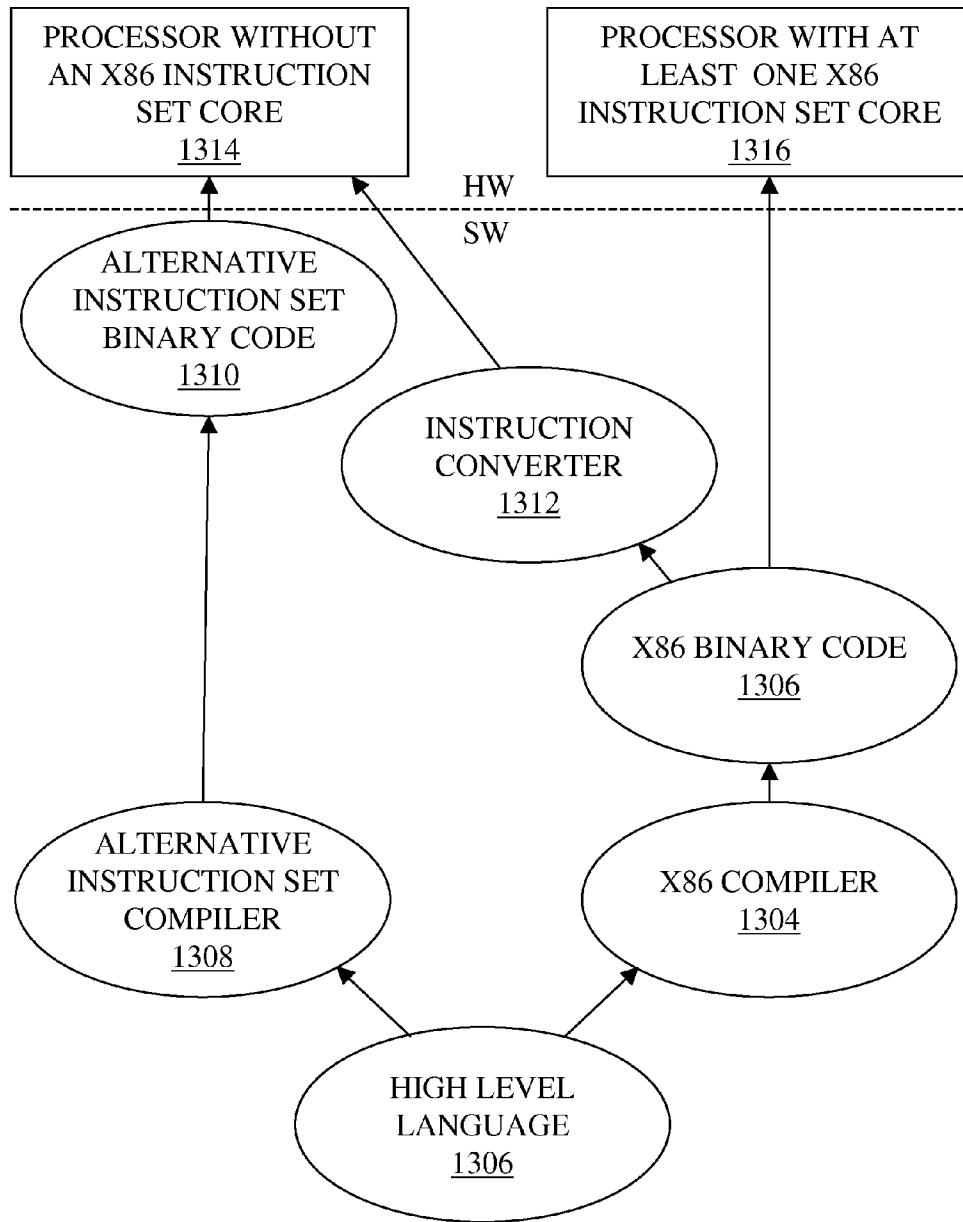 PROCESSOR WITHOUT
AN X86 INSTRUCTION
SET CORE
1314
PROCESSOR WITH AT
LEAST ONE X86
INSTRUCTION SET CORE
1316
HW
SW
ALTERNATIVE
INSTRUCTION SET
BINARY CODE
1310
INSTRUCTION
CONVERTER
1312
X86 BINARY CODE
1306
ALTERNATIVE
INSTRUCTION SET
COMPILER
1308
X86 COMPILER
1304
HIGH LEVEL
LANGUAGE
1306